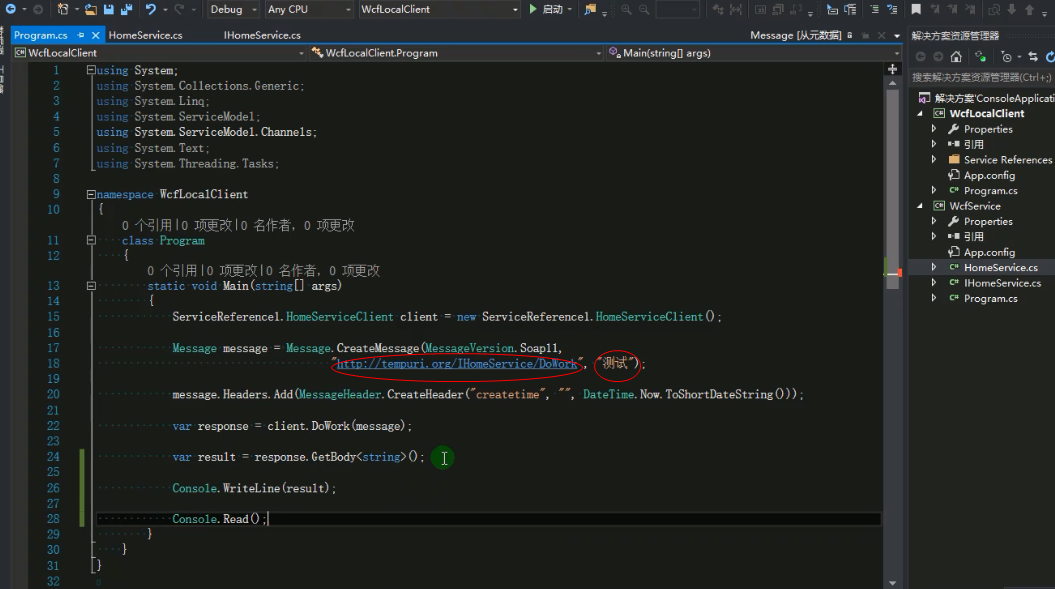 Debug Any CPU WcfLocalClient 启动
Program.cs HomeService.cs IHomeService.cs Message [从元数据]
WcfLocalClient WcfLocalClient.Program Main(string[] args)
1 using System;
2 using System.Collections.Generic;
3 using System.Linq;
4 using System.ServiceModel;
5 using System.ServiceModel.Channels;
6 using System.Text;
7 using System.Threading.Tasks;
8
9 namespace WcfLocalClient
10 {
0 个引用|0 项更改|0 名作者, 0 项更改
11 class Program
12 {
0 个引用|0 项更改|0 名作者, 0 项更改
13 static void Main(string[] args)
14 {
15 ServiceReference1.HomeServiceClient client = new ServiceReference1.HomeServiceClient();
16
17 Message message = Message.CreateMessage(MessageVersion.Soap11,
18 "http://tempuri.org/IHomeService/DoWork", "测试");
19
20 message.Headers.Add(MessageHeader.CreateHeader("createtime", "", DateTime.Now.ToShortDateString()));
21
22 var response = client.DoWork(message);
23
24 var result = response.GetBody<string>();
25
26 Console.WriteLine(result);
27
28 Console.Read();
29 }
30 }
31 }
32
解决方案资源管理器
搜索解决方案资源管理器(Ctrl+;)
解决方案'ConsoleApplicati
WcfLocalClient
Properties
引用
Service References
App.config
Program.cs
WcfService
Properties
引用
App.config
HomeService.cs
IHomeService.cs
Program.cs